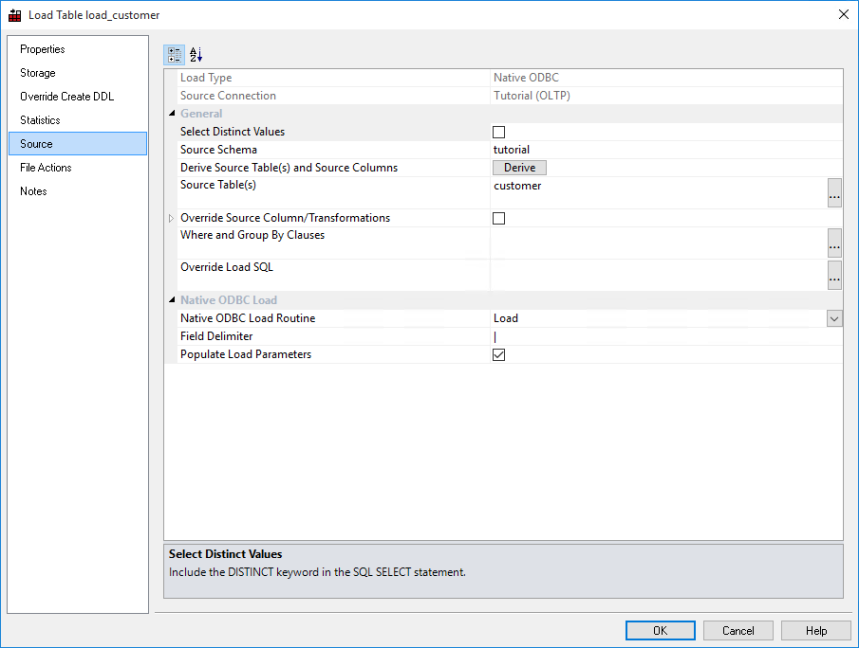 Load Table load_customer
Properties
Storage
Override Create DDL
Statistics
Source
File Actions
Notes
Load Type Native ODBC
Source Connection Tutorial (OLTP)
General
Select Distinct Values
Source Schema tutorial
Derive Source Table(s) and Source Columns Derive
Source Table(s) customer
...
Override Source Column/Transformations
Where and Group By Clauses
...
Override Load SQL
...
Native ODBC Load
Native ODBC Load Routine Load
Field Delimiter |
Populate Load Parameters
Select Distinct Values
Include the DISTINCT keyword in the SQL SELECT statement.
OK Cancel Help